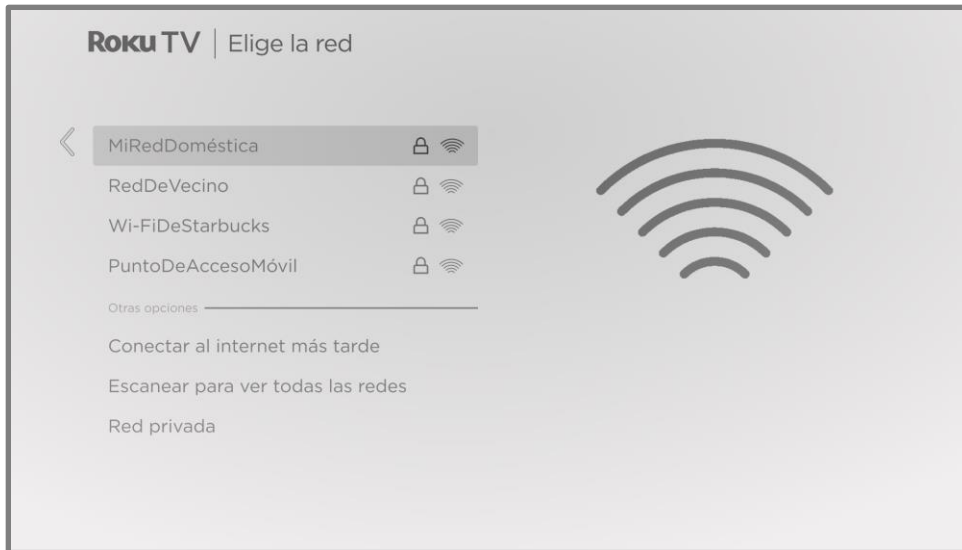 Roku TV | Elige la red
MiRedDoméstica
RedDeVecino
Wi-FiDeStarbucks
PuntoDeAccesoMóvil
Otras opciones
Conectar al internet más tarde
Escanear para ver todas las redes
Red privada